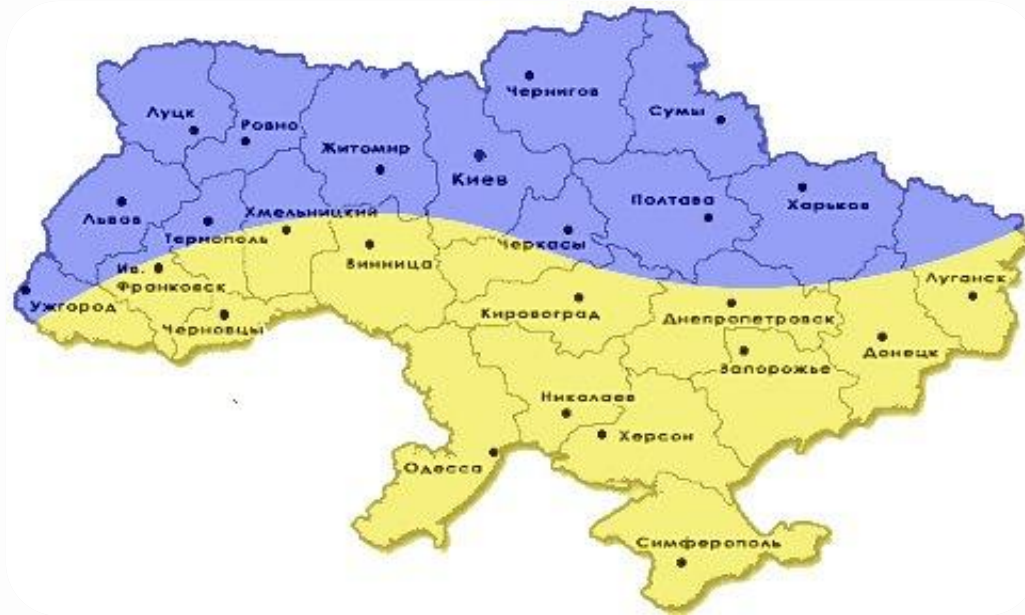 Чернигов
Луцк
Ровно
Сумы
Житомир
Киев
Львов
Тернополь
Хмельницкий
Полтава
Харьков
Черкасы
Винница
Ив.
Франковск
Ужгород
Черновцы
Кировоград
Днепропетровск
Луганск
Донецк
Запорожье
Николаев
Херсон
Одесса
Симферополь